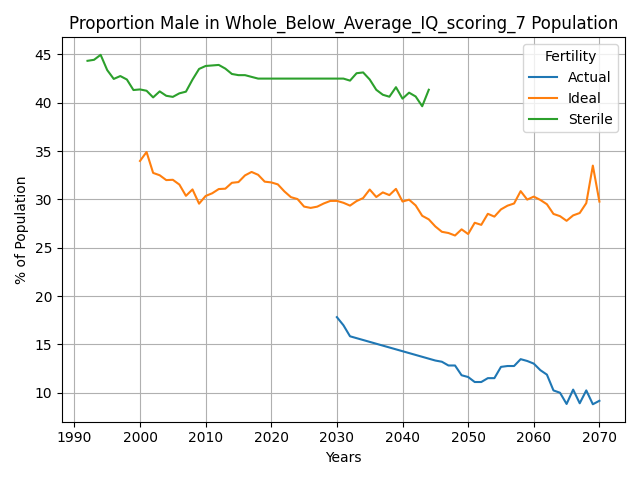 Proportion Male in Whole_Below_Average_IQ_scoring_7 Population
Fertility
Actual
Ideal
Sterile
% of Population
45
40
35
30
25
20
15
10
1990
2000
2010
2020
2030
2040
2050
2060
2070
Years